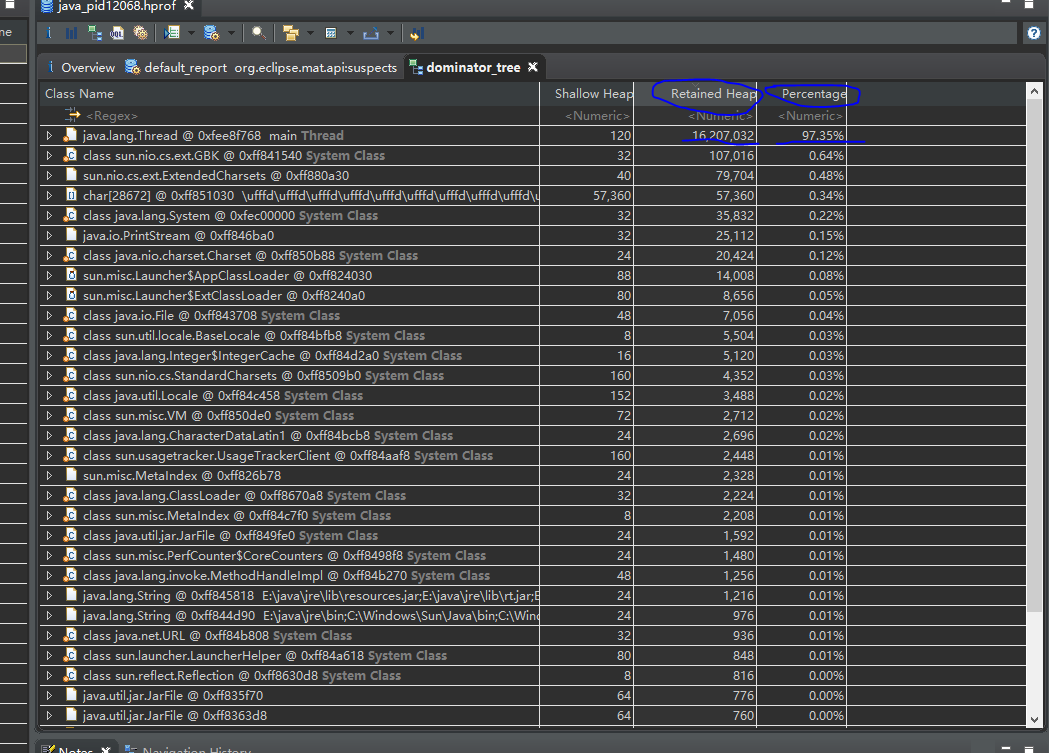 java_pid12068.hprof
ne
i Overview default_report org.eclipse.mat.api:suspects dominator_tree
Class Name Shallow Heap Retained Heap Percentage
<Regex> <Numeric> <Numeric> <Numeric>
java.lang.Thread @ 0xfee8f768 main Thread 120 16,207,032 97.35%
class sun.nio.cs.ext.GBK @ 0xff841540 System Class 32 107,016 0.64%
sun.nio.cs.ext.ExtendedCharsets @ 0xff880a30 40 79,704 0.48%
char[28672] @ 0xff851030 \ufffd\ufffd\ufffd\ufffd\ufffd\ufffd\ufffd\ufffd\ufffd\u 57,360 57,360 0.34%
class java.lang.System @ 0xfec00000 System Class 32 35,832 0.22%
java.io.PrintStream @ 0xff846ba0 32 25,112 0.15%
class java.nio.charset.Charset @ 0xff850b88 System Class 24 20,424 0.12%
sun.misc.Launcher$AppClassLoader @ 0xff824030 88 14,008 0.08%
sun.misc.Launcher$ExtClassLoader @ 0xff8240a0 80 8,656 0.05%
class java.io.File @ 0xff843708 System Class 48 7,056 0.04%
class sun.util.locale.BaseLocale @ 0xff84bfb8 System Class 8 5,504 0.03%
class java.lang.Integer$IntegerCache @ 0xff84d2a0 System Class 16 5,120 0.03%
class sun.nio.cs.StandardCharsets @ 0xff8509b0 System Class 160 4,352 0.03%
class java.util.Locale @ 0xff84c458 System Class 152 3,488 0.02%
class sun.misc.VM @ 0xff850de0 System Class 72 2,712 0.02%
class java.lang.CharacterDataLatin1 @ 0xff84bcb8 System Class 24 2,696 0.02%
class sun.usagetracker.UsageTrackerClient @ 0xff84aaf8 System Class 160 2,448 0.01%
sun.misc.MetaIndex @ 0xff826b78 24 2,328 0.01%
class java.lang.ClassLoader @ 0xff8670a8 System Class 32 2,224 0.01%
class sun.misc.MetaIndex @ 0xff84c7f0 System Class 8 2,208 0.01%
class java.util.jar.JarFile @ 0xff849fe0 System Class 24 1,592 0.01%
class sun.misc.PerfCounter$CoreCounters @ 0xff8498f8 System Class 24 1,480 0.01%
class java.lang.invoke.MethodHandleImpl @ 0xff84b270 System Class 48 1,256 0.01%
java.lang.String @ 0xff845818 E:\java\jre\lib\resources.jar;E:\java\jre\lib\rt.jar;E 24 1,216 0.01%
java.lang.String @ 0xff844d90 E:\java\jre\bin;C:\Windows\Sun\Java\bin;C:\Wind 24 976 0.01%
class java.net.URL @ 0xff84b808 System Class 32 936 0.01%
class sun.launcher.LauncherHelper @ 0xff84a618 System Class 80 848 0.01%
class sun.reflect.Reflection @ 0xff8630d8 System Class 8 816 0.00%
java.util.jar.JarFile @ 0xff835f70 64 776 0.00%
java.util.jar.JarFile @ 0xff8363d8 64 760 0.00%
Notes Navigation History